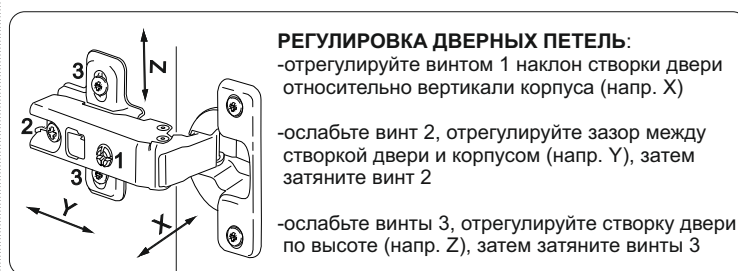 РЕГУЛИРОВКА ДВЕРНЫХ ПЕТЕЛЬ:
-отрегулируйте винтом 1 наклон створки двери
относительно вертикали корпуса (напр. X)
-ослабьте винт 2, отрегулируйте зазор между
створкой двери и корпусом (напр. Y), затем
затяните винт 2
-ослабьте винты 3, отрегулируйте створку двери
по высоте (напр. Z), затем затяните винты 3
3
Z
2
1
3
Y
X